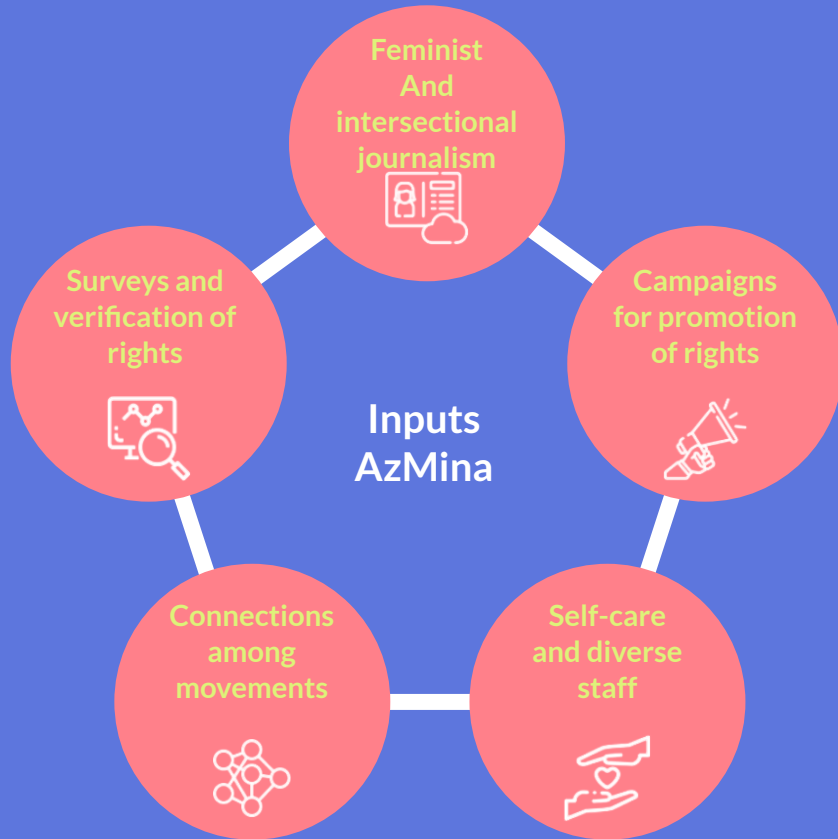 Feminist
And
intersectional
journalism
Surveys and
verification of
rights
Campaigns
for promotion
of rights
Inputs
AzMina
Connections
among
movements
Self-care
and diverse
staff